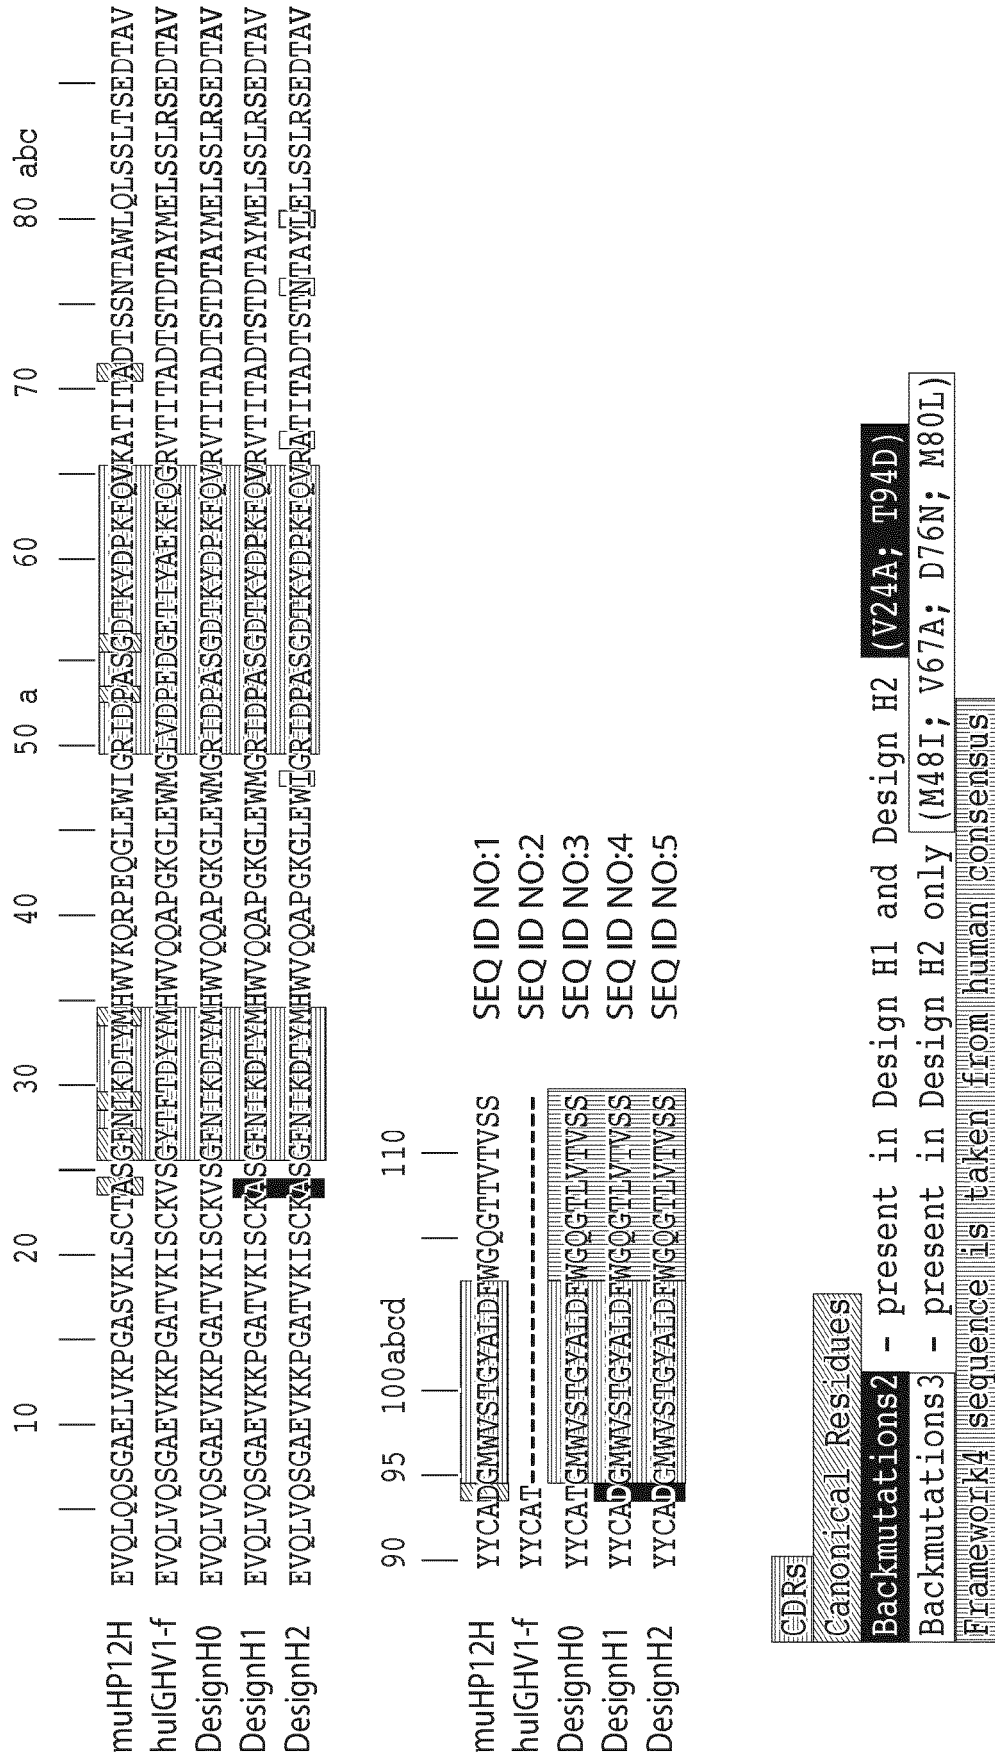 10 20 30 40 50 a 60 70 80 abc
muHP12H EVQLQQSGAELVKPGASVKLSCTASGFNIKDTYMHWVKQRPEQGLEWIGRIDPASGDTKYDPKFQVKATITADTSSNTAWLQLSSLTSEDTAV
huIGHV1-f EVQLVQSGAEVKKPGATVKISCKVSGYTFTDYYMHWVQQAPGKGLEWMGLVDPEDGETIYAEKFQGRVTITADTSTDTAYMELSSLRSEDTAV
DesignH0 EVQLVQSGAEVKKPGATVKISCKVSGFNIKDTYMHWVQQAPGKGLEWMGRIDPASGDTKYDPKFQVRVTITADTSTDTAYMELSSLRSEDTAV
DesignH1 EVQLVQSGAEVKKPGATVKISCKASGFNIKDTYMHWVQQAPGKGLEWMGRIDPASGDTKYDPKFQVRVTITADTSTDTAYMELSSLRSEDTAV
DesignH2 EVQLVQSGAEVKKPGATVKISCKASGFNIKDTYMHWVQQAPGKGLEWIGRIDPASGDTKYDPKFQVRATITADTSTNTAYLELSSLRSEDTAV
90 95 100abcd 110
muHP12H YYCADGMWVSTGYALDFWGQGTTVTVSS SEQ ID NO:1
huIGHV1-f YYCAT SEQ ID NO:2
DesignH0 YYCATGMWVSTGYALDFWGQGTLVTVSS SEQ ID NO:3
DesignH1 YYCADGMWVSTGYALDFWGQGTLVTVSS SEQ ID NO:4
DesignH2 YYCADGMWVSTGYALDFWGQGTLVTVSS SEQ ID NO:5
CDRs
Canonical Residues
Backmutations2 - present in Design H1 and Design H2 (V24A; T94D)
Backmutations3 - present in Design H2 only (M48I; V67A; D76N; M80L)
Framework4 sequence is taken from human consensus